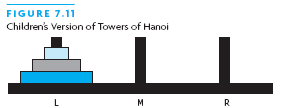 FIGURE 7.11
Children's Version of Towers of Hanoi
L M R